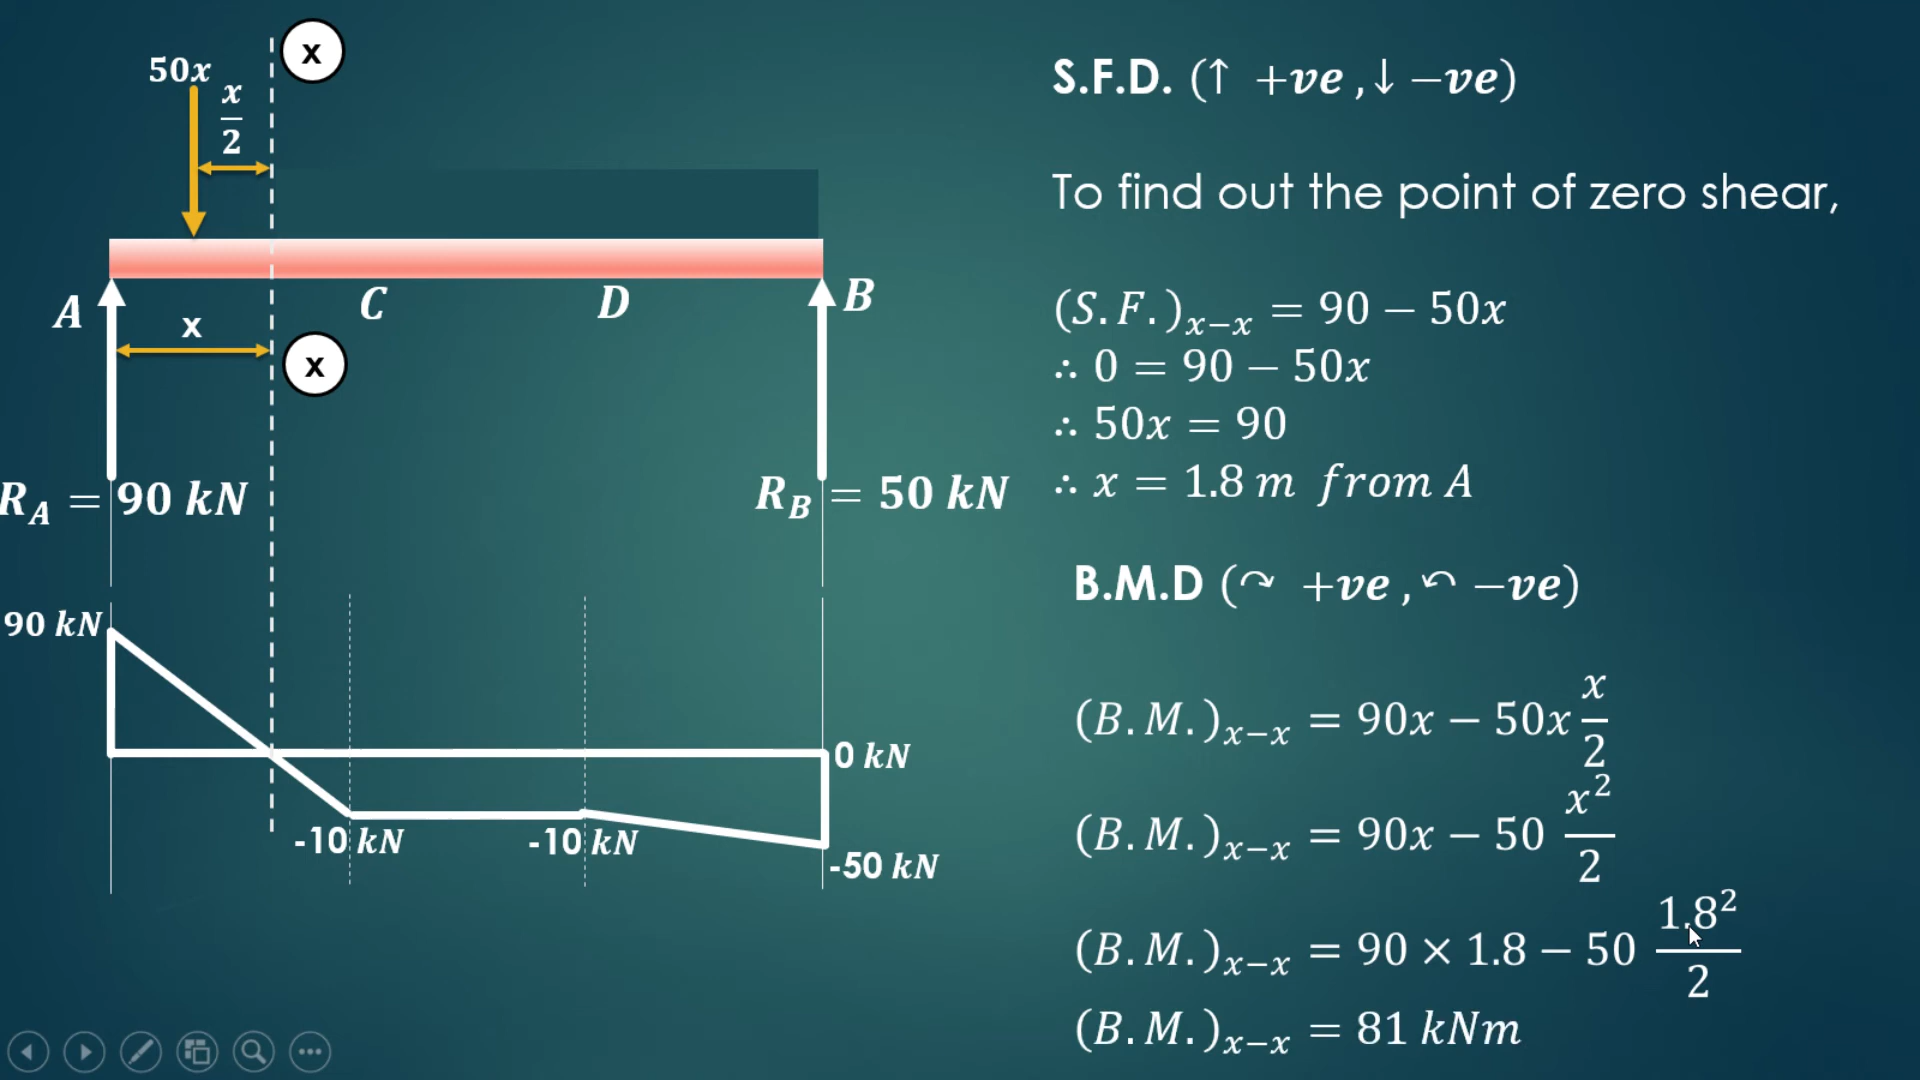 50x
x/2
x
A
C
D
B
x
x
R_A = 90 kN
R_B = 50 kN
90 kN
0 kN
-10 kN
-10 kN
-50 kN
S.F.D. (↑ +ve ,↓ −ve)
To find out the point of zero shear,
(S.F.)_{x−x} = 90 − 50x
∴ 0 = 90 − 50x
∴ 50x = 90
∴ x = 1.8 m from A
B.M.D (↷ +ve ,↶ −ve)
(B.M.)_{x−x} = 90x − 50x x/2
(B.M.)_{x−x} = 90x − 50 x²/2
(B.M.)_{x−x} = 90 × 1.8 − 50 1.8²/2
(B.M.)_{x−x} = 81 kNm